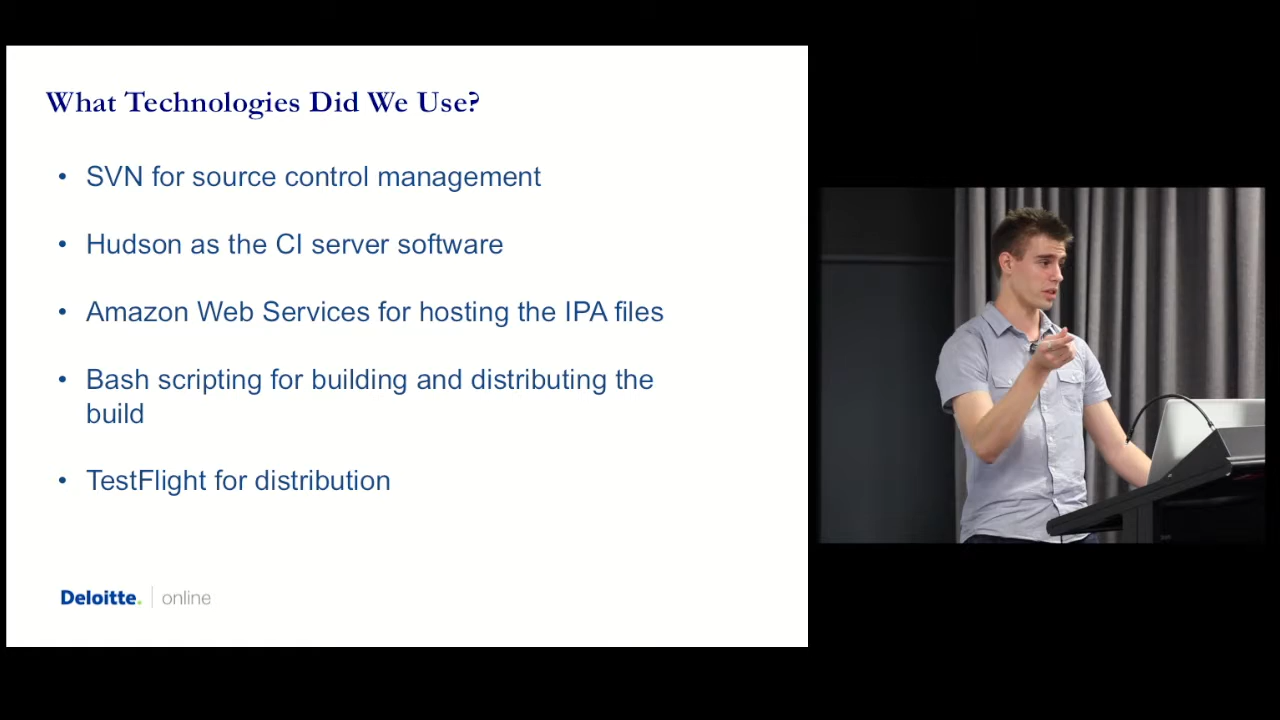 What Technologies Did We Use?
• SVN for source control management
• Hudson as the CI server software
• Amazon Web Services for hosting the IPA files
• Bash scripting for building and distributing the
build
• TestFlight for distribution
Deloitte. | online